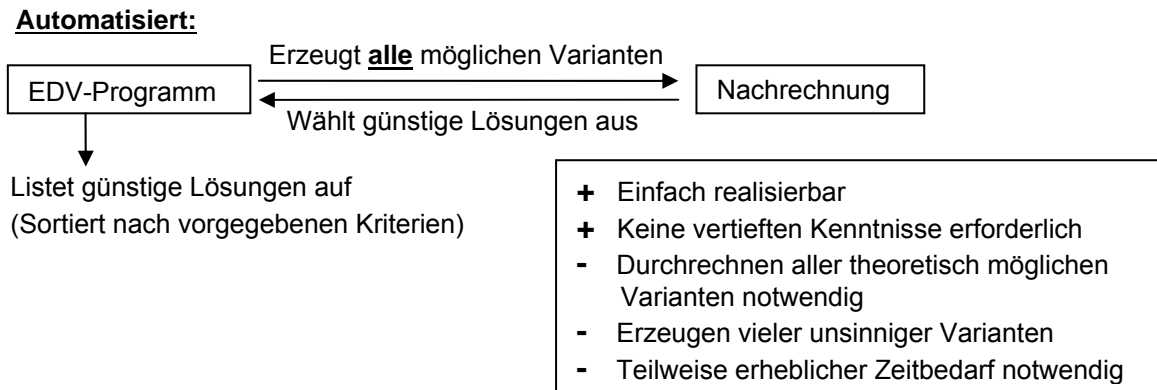 Automatisiert:
Erzeugt alle möglichen Varianten
EDV-Programm
Nachrechnung
Wählt günstige Lösungen aus
Listet günstige Lösungen auf
(Sortiert nach vorgegebenen Kriterien)
+ Einfach realisierbar
+ Keine vertieften Kenntnisse erforderlich
- Durchrechnen aller theoretisch möglichen
Varianten notwendig
- Erzeugen vieler unsinniger Varianten
- Teilweise erheblicher Zeitbedarf notwendig